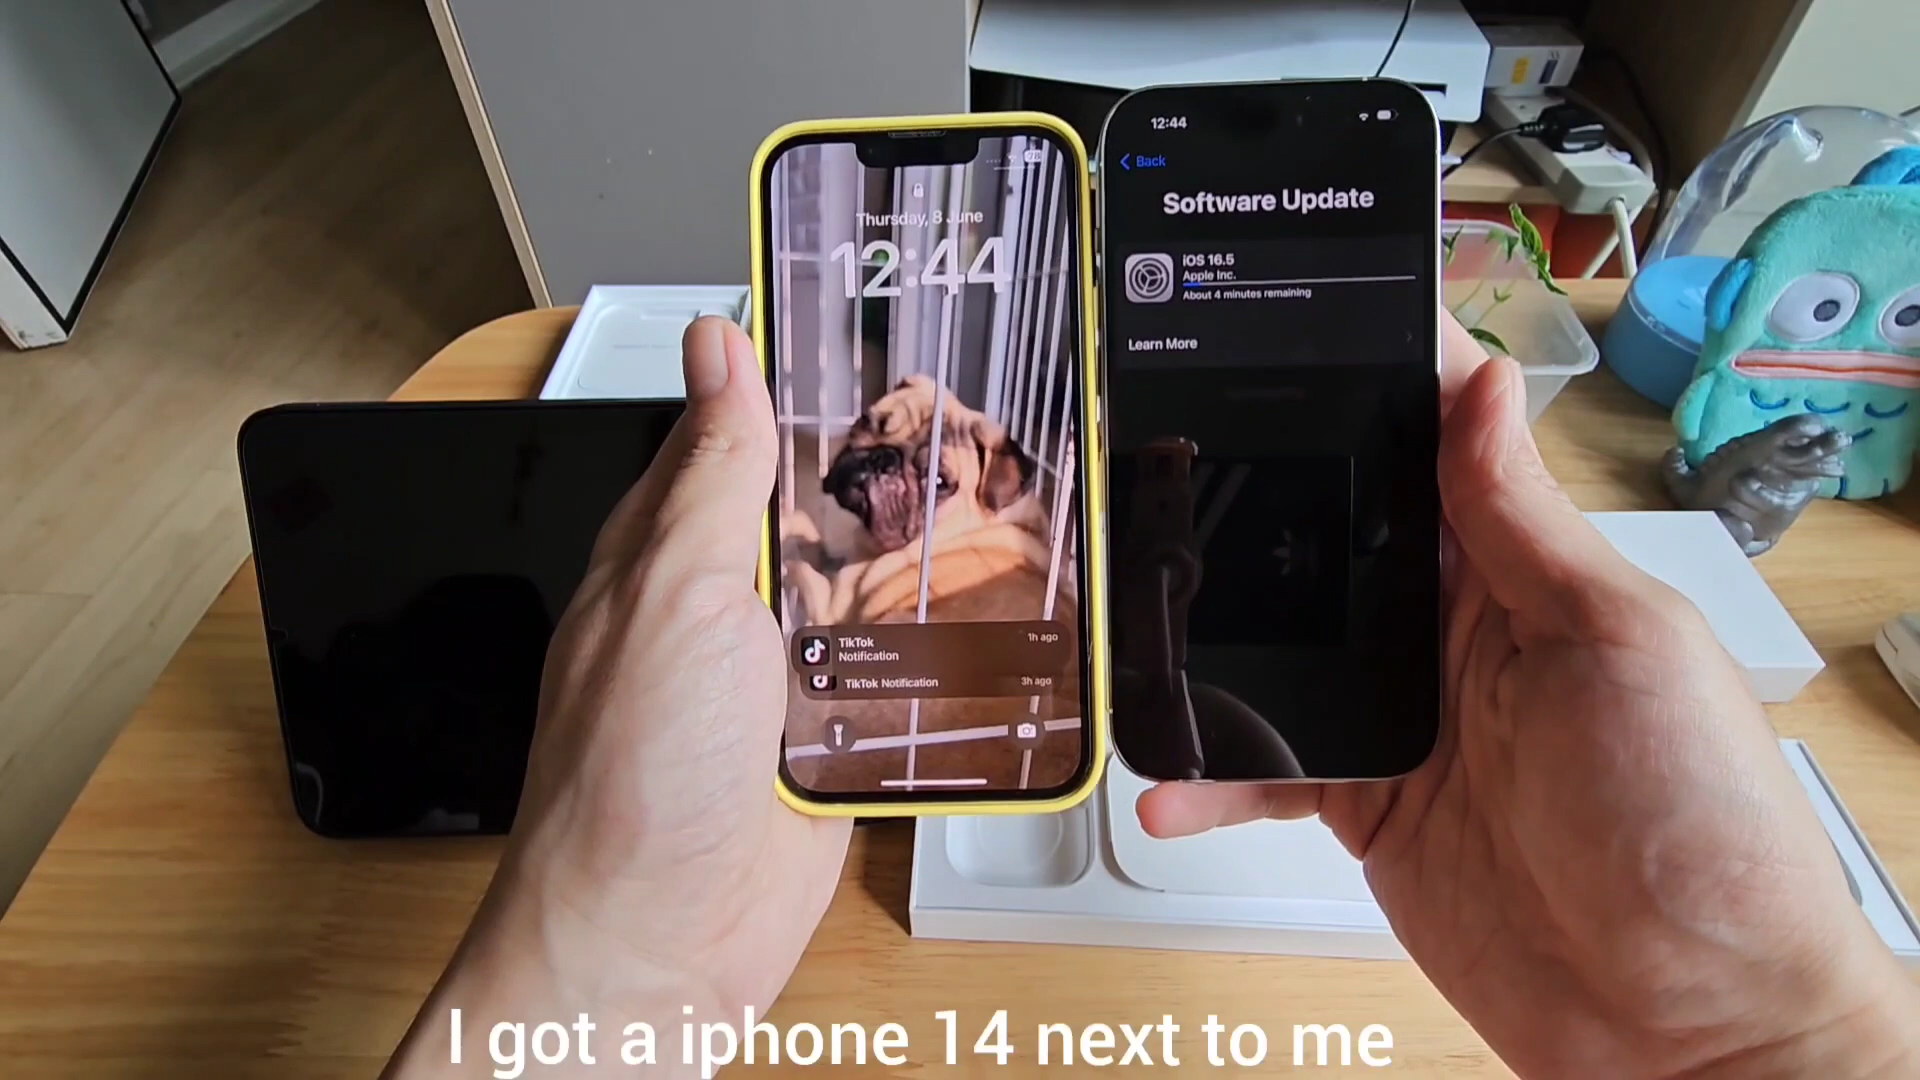 Thursday, 8 June
12:44
TikTok
1h ago
Notification
TikTok Notification
3h ago
12:44
Back
Software Update
iOS 16.5
Apple Inc.
About 4 minutes remaining
Learn More
I got a iphone 14 next to me